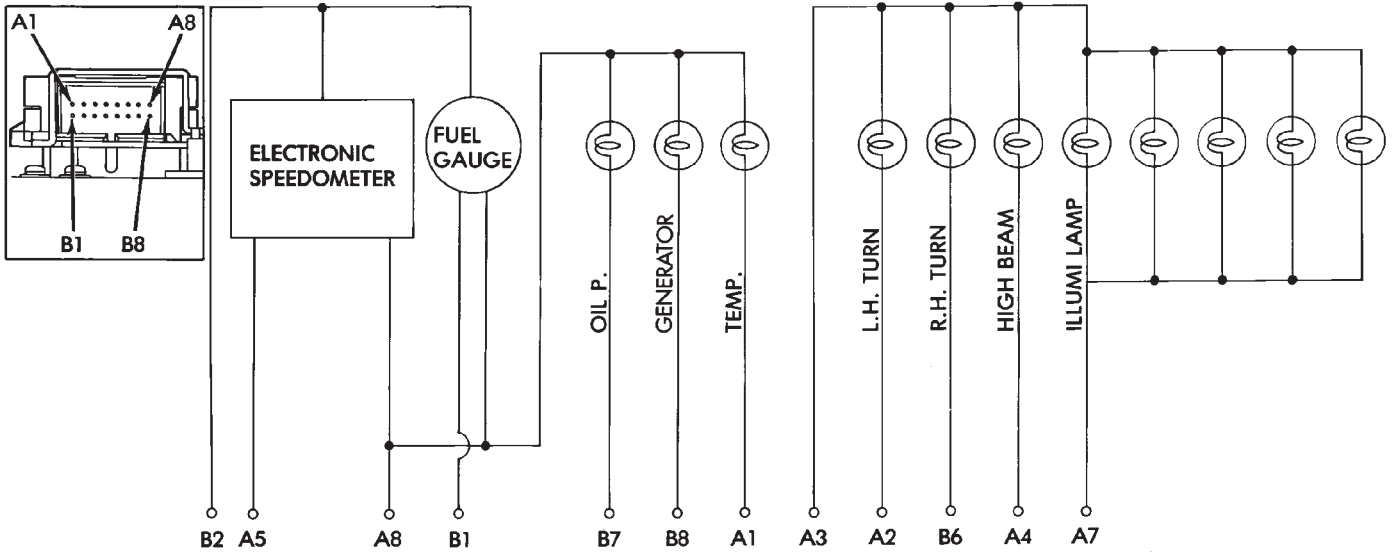 A1 A8
B1 B8
ELECTRONIC
SPEEDOMETER
FUEL
GAUGE
OIL P.
GENERATOR
TEMP.
L.H. TURN
R.H. TURN
HIGH BEAM
ILLUMI LAMP
B2 A5 A8 B1 B7 B8 A1 A3 A2 B6 A4 A7